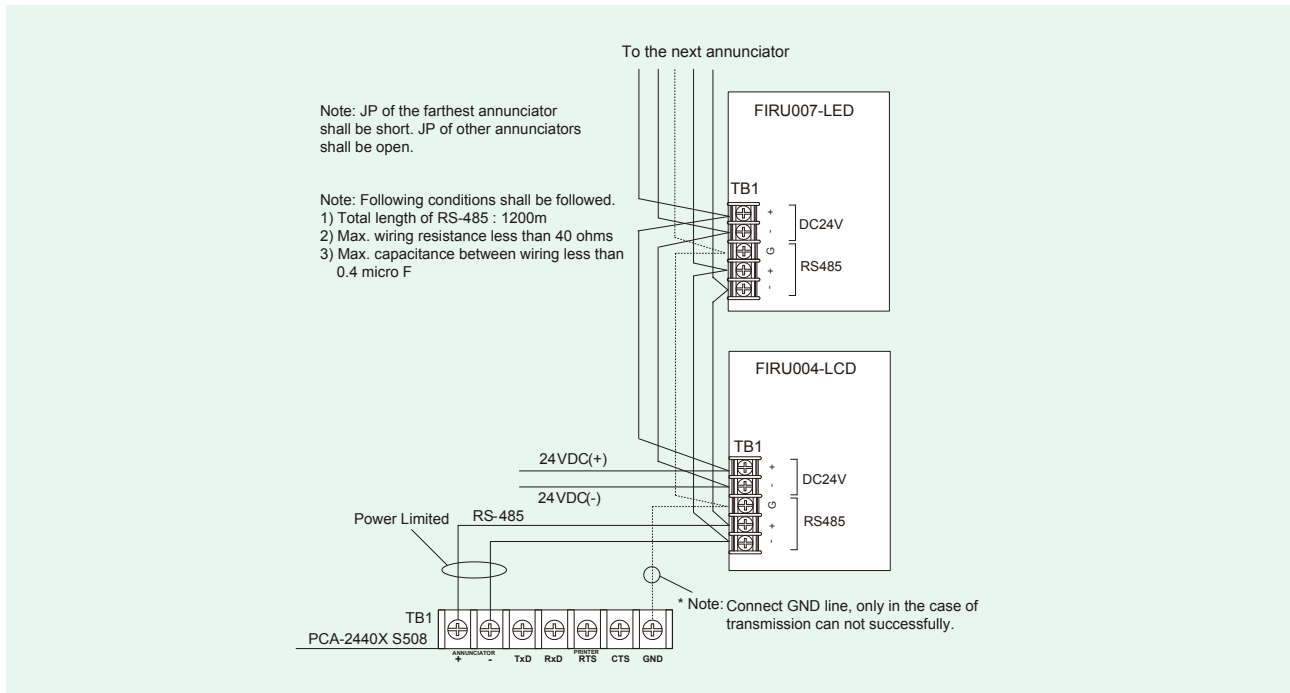 To the next annunciator
Note: JP of the farthest annunciator
shall be short. JP of other annunciators
shall be open.
Note: Following conditions shall be followed.
1) Total length of RS-485 : 1200m
2) Max. wiring resistance less than 40 ohms
3) Max. capacitance between wiring less than
0.4 micro F
FIRU007-LED
TB1
+
-
G
+
-
DC24V
RS485
FIRU004-LCD
TB1
+
-
G
+
-
DC24V
RS485
24VDC(+)
24VDC(-)
Power Limited
RS-485
* Note: Connect GND line, only in the case of
transmission can not successfully.
TB1
PCA-2440X S508
ANNUNCIATOR PRINTER
+ - TxD RxD RTS CTS GND